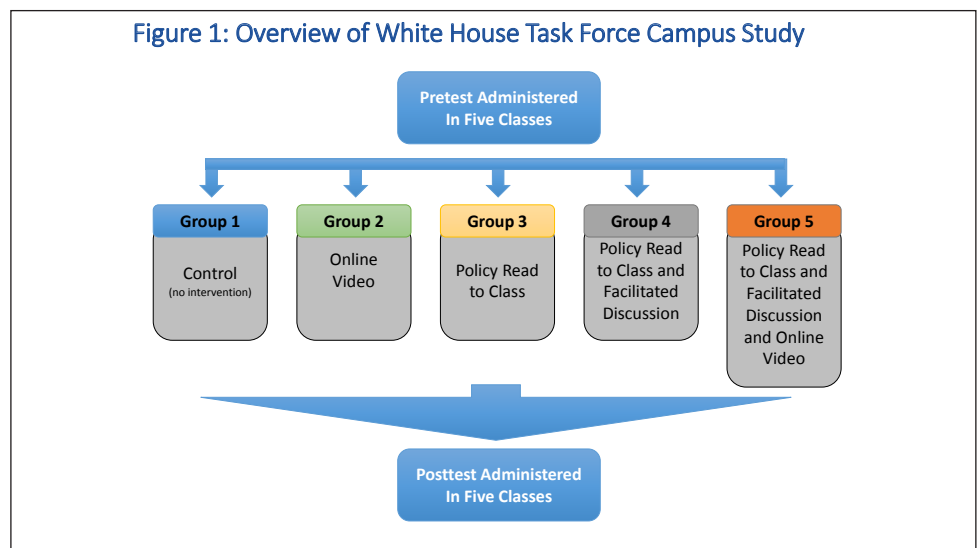 Figure 1: Overview of White House Task Force Campus Study
Pretest Administered
In Five Classes
Group 1
Control
(no intervention)
Group 2
Online
Video
Group 3
Policy Read
to Class
Group 4
Policy Read
to Class and
Facilitated
Discussion
Group 5
Policy Read
to Class and
Facilitated
Discussion
and Online
Video
Posttest Administered
In Five Classes